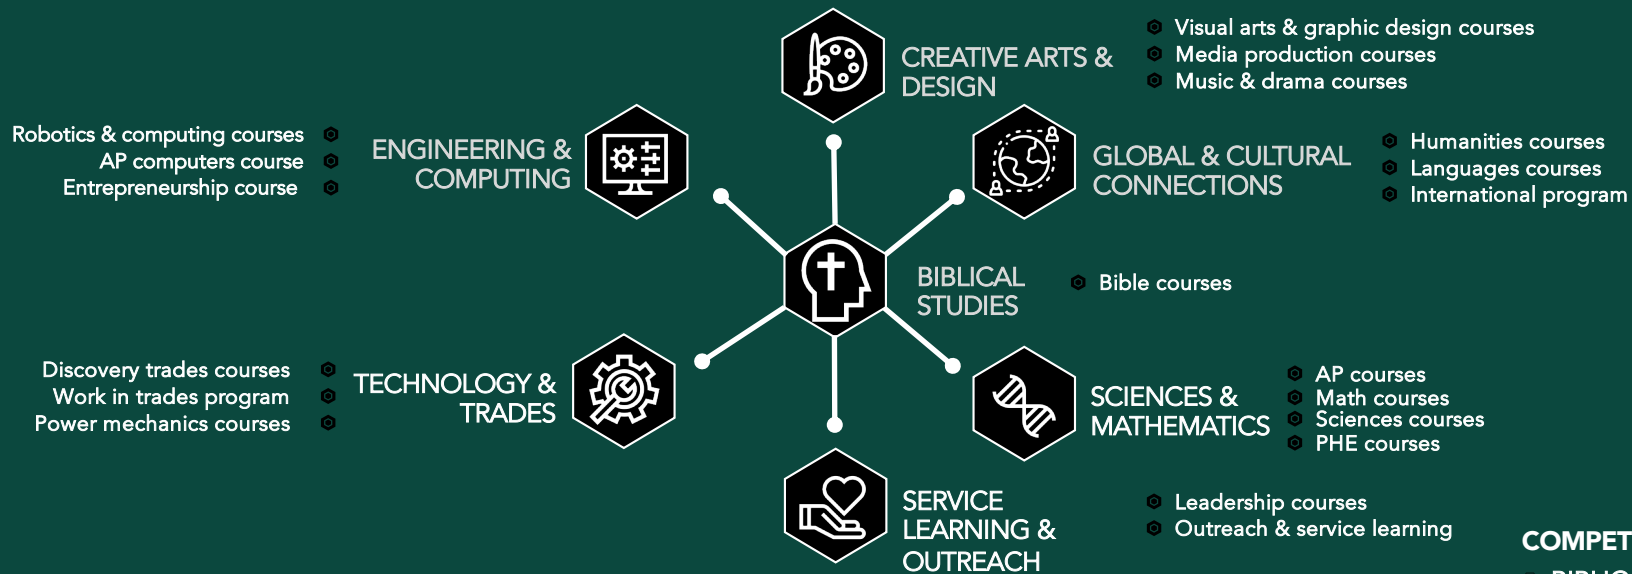 CREATIVE ARTS &
DESIGN
Visual arts & graphic design courses
Media production courses
Music & drama courses
Robotics & computing courses
AP computers course
Entrepreneurship course
ENGINEERING &
COMPUTING
GLOBAL & CULTURAL
CONNECTIONS
Humanities courses
Languages courses
International program
BIBLICAL
STUDIES
Bible courses
Discovery trades courses
Work in trades program
Power mechanics courses
TECHNOLOGY &
TRADES
SCIENCES &
MATHEMATICS
AP courses
Math courses
Sciences courses
PHE courses
SERVICE
LEARNING &
OUTREACH
Leadership courses
Outreach & service learning
COMPET